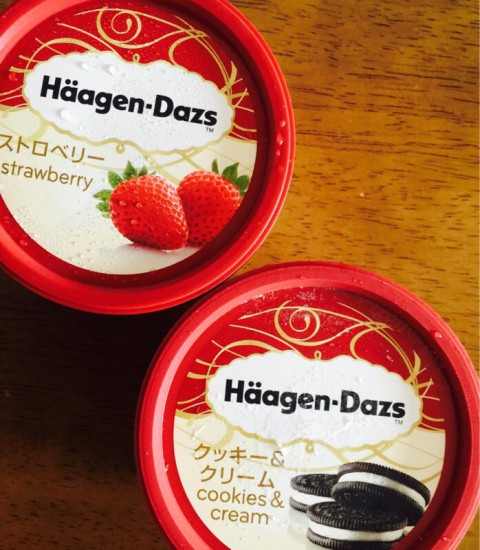 Häagen-Dazs
TM
ストロベリー
strawberry
Häagen-Dazs
TM
クッキー&
クリーム
cookies &
cream